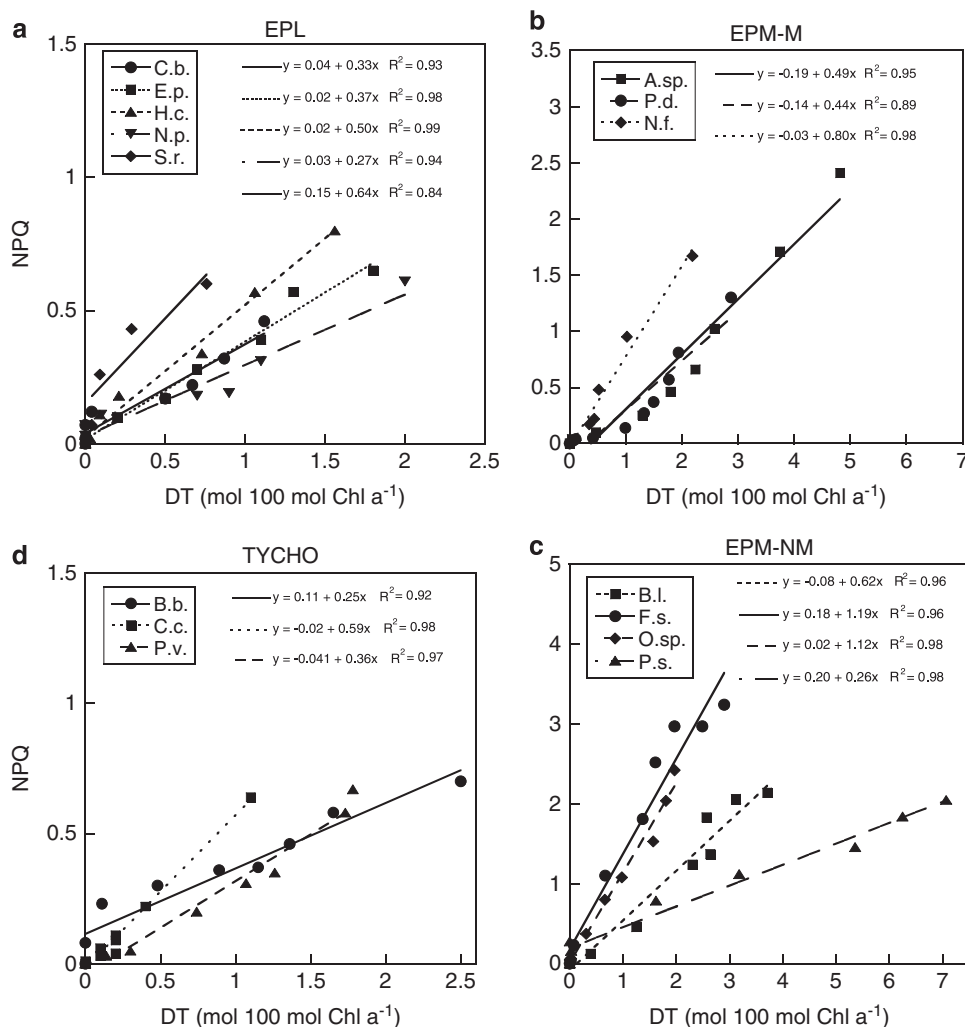 a
EPL
C.b.
E.p.
H.c.
N.p.
S.r.
y = 0.04 + 0.33x R² = 0.93
y = 0.02 + 0.37x R² = 0.98
y = 0.02 + 0.50x R² = 0.99
y = 0.03 + 0.27x R² = 0.94
y = 0.15 + 0.64x R² = 0.84
1.5
1
0.5
0
NPQ
0 0.5 1 1.5 2 2.5
DT (mol 100 mol Chl a⁻¹)
b
EPM-M
A.sp.
P.d.
N.f.
y = -0.19 + 0.49x R² = 0.95
y = -0.14 + 0.44x R² = 0.89
y = -0.03 + 0.80x R² = 0.98
3.5
3
2.5
2
1.5
1
0.5
0
0 1 2 3 4 5 6 7
DT (mol 100 mol Chl a⁻¹)
d
TYCHO
B.b.
C.c.
P.v.
y = 0.11 + 0.25x R² = 0.92
y = -0.02 + 0.59x R² = 0.98
y = -0.041 + 0.36x R² = 0.97
1.5
1
0.5
0
NPQ
0 0.5 1 1.5 2 2.5
DT (mol 100 mol Chl a⁻¹)
c
EPM-NM
B.l.
F.s.
O.sp.
P.s.
y = -0.08 + 0.62x R² = 0.96
y = 0.18 + 1.19x R² = 0.96
y = 0.02 + 1.12x R² = 0.98
y = 0.20 + 0.26x R² = 0.98
5
4
3
2
1
0
0 1 2 3 4 5 6 7
DT (mol 100 mol Chl a⁻¹)